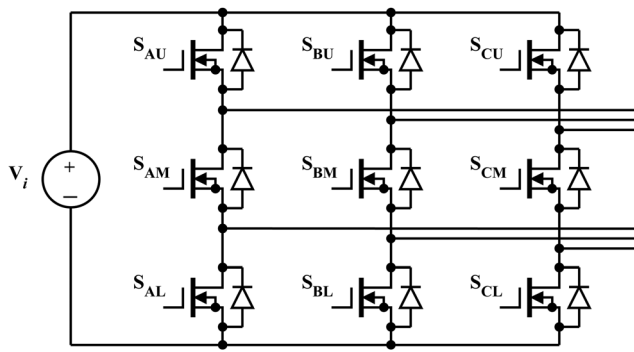 S_AU S_BU S_CU
V_i + − S_AM S_BM S_CM
S_AL S_BL S_CL